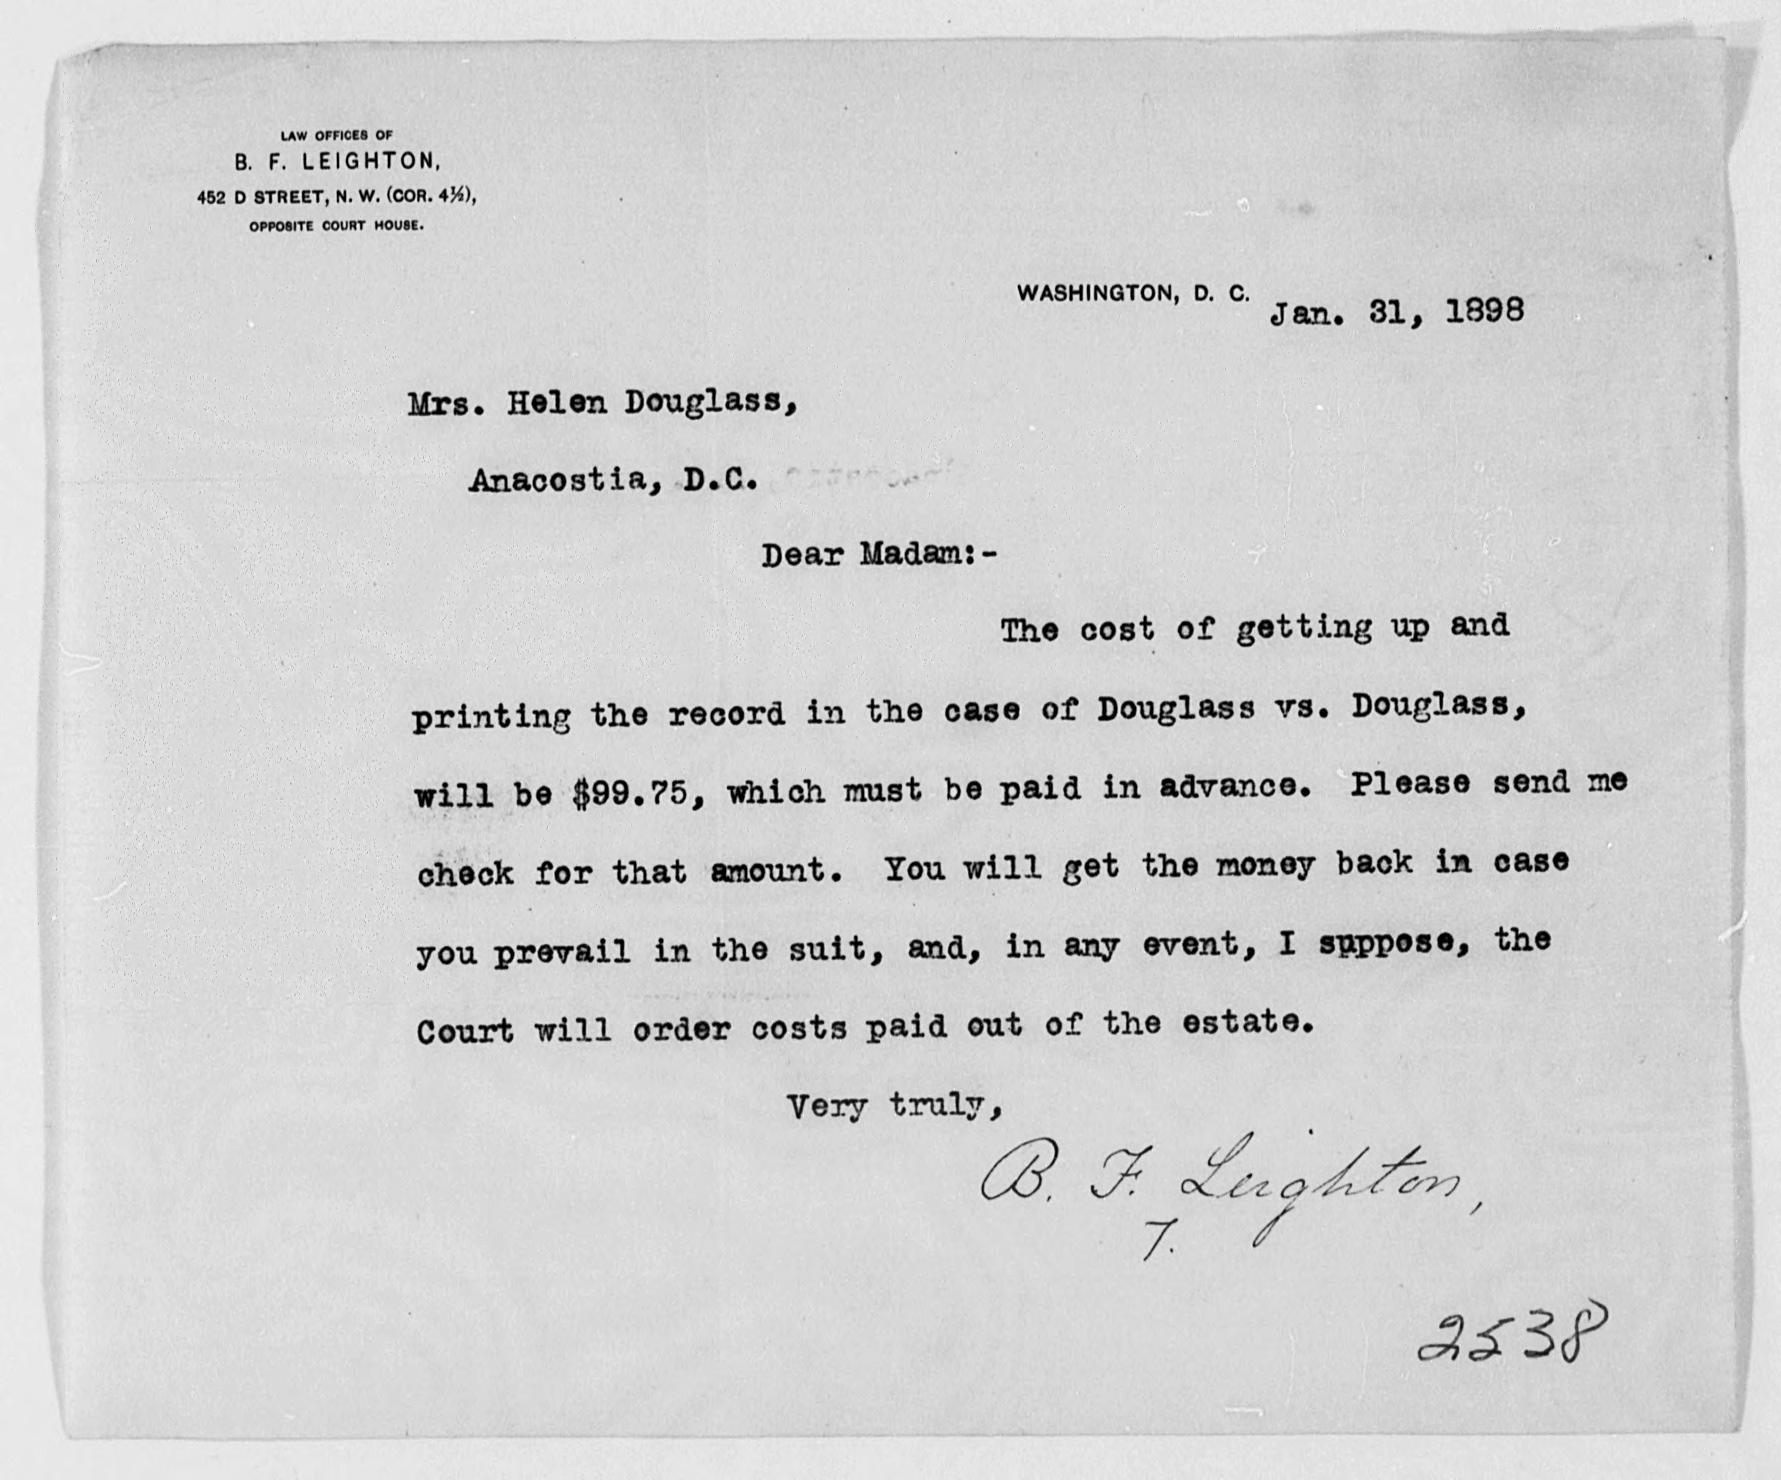 LAW OFFICES OF
B. F. LEIGHTON,
452 D STREET, N. W. (COR. 4½),
OPPOSITE COURT HOUSE.
WASHINGTON, D. C. Jan. 31, 1898
Mrs. Helen Douglass,
Anacostia, D.C.
Dear Madam:-
The cost of getting up and
printing the record in the case of Douglass vs. Douglass,
will be $99.75, which must be paid in advance. Please send me
check for that amount. You will get the money back in case
you prevail in the suit, and, in any event, I suppose, the
Court will order costs paid out of the estate.
Very truly,
B. F. Leighton,
7.
2538